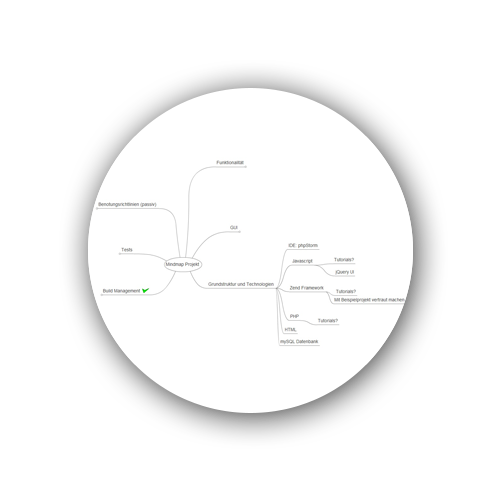 Funktionalität
Benotungsrichtlinien (passiv)
GUI
Tests
Mindmap Projekt
Build Management
Grundstruktur und Technologien
IDE: phpStorm
Javascript
Tutorials?
jQuery UI
Zend Framework
Tutorials?
Mit Beispielprojekt vertraut machen
PHP
Tutorials?
HTML
mySQL Datenbank